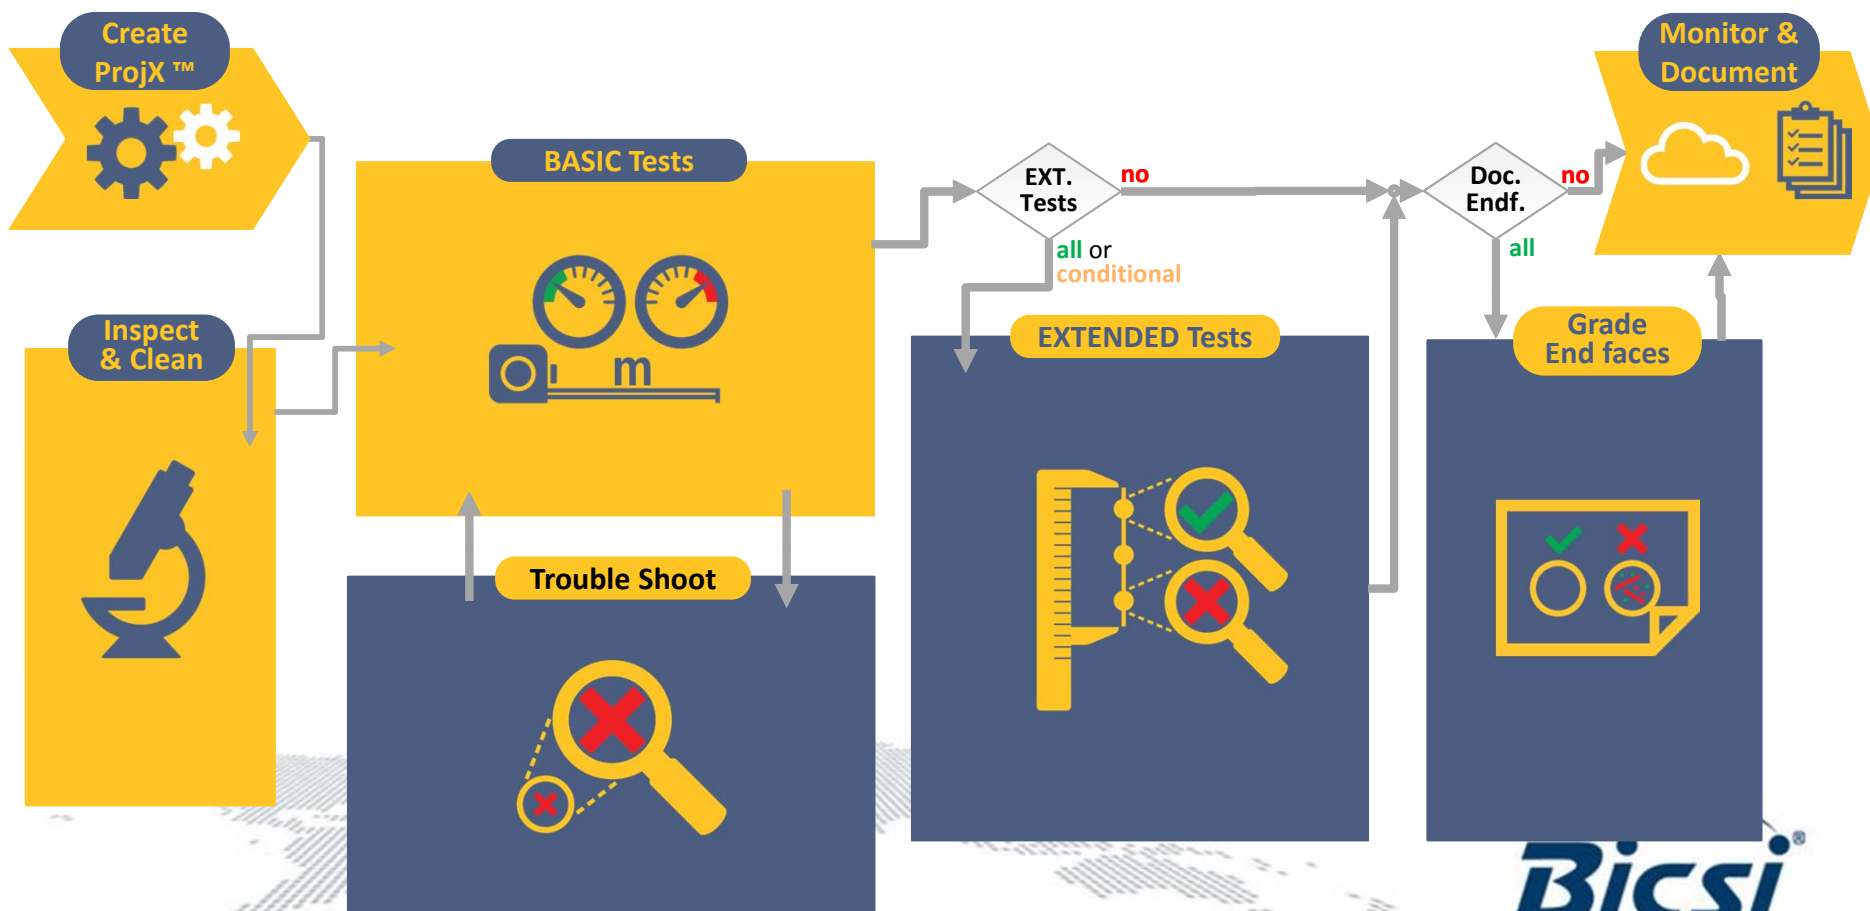 Create
ProjX ™
Monitor &
Document
BASIC Tests
EXT.
Tests
no
all or
conditional
Doc.
Endf.
no
all
Inspect
& Clean
EXTENDED Tests
Grade
End faces
m
Trouble Shoot
Bicsi®